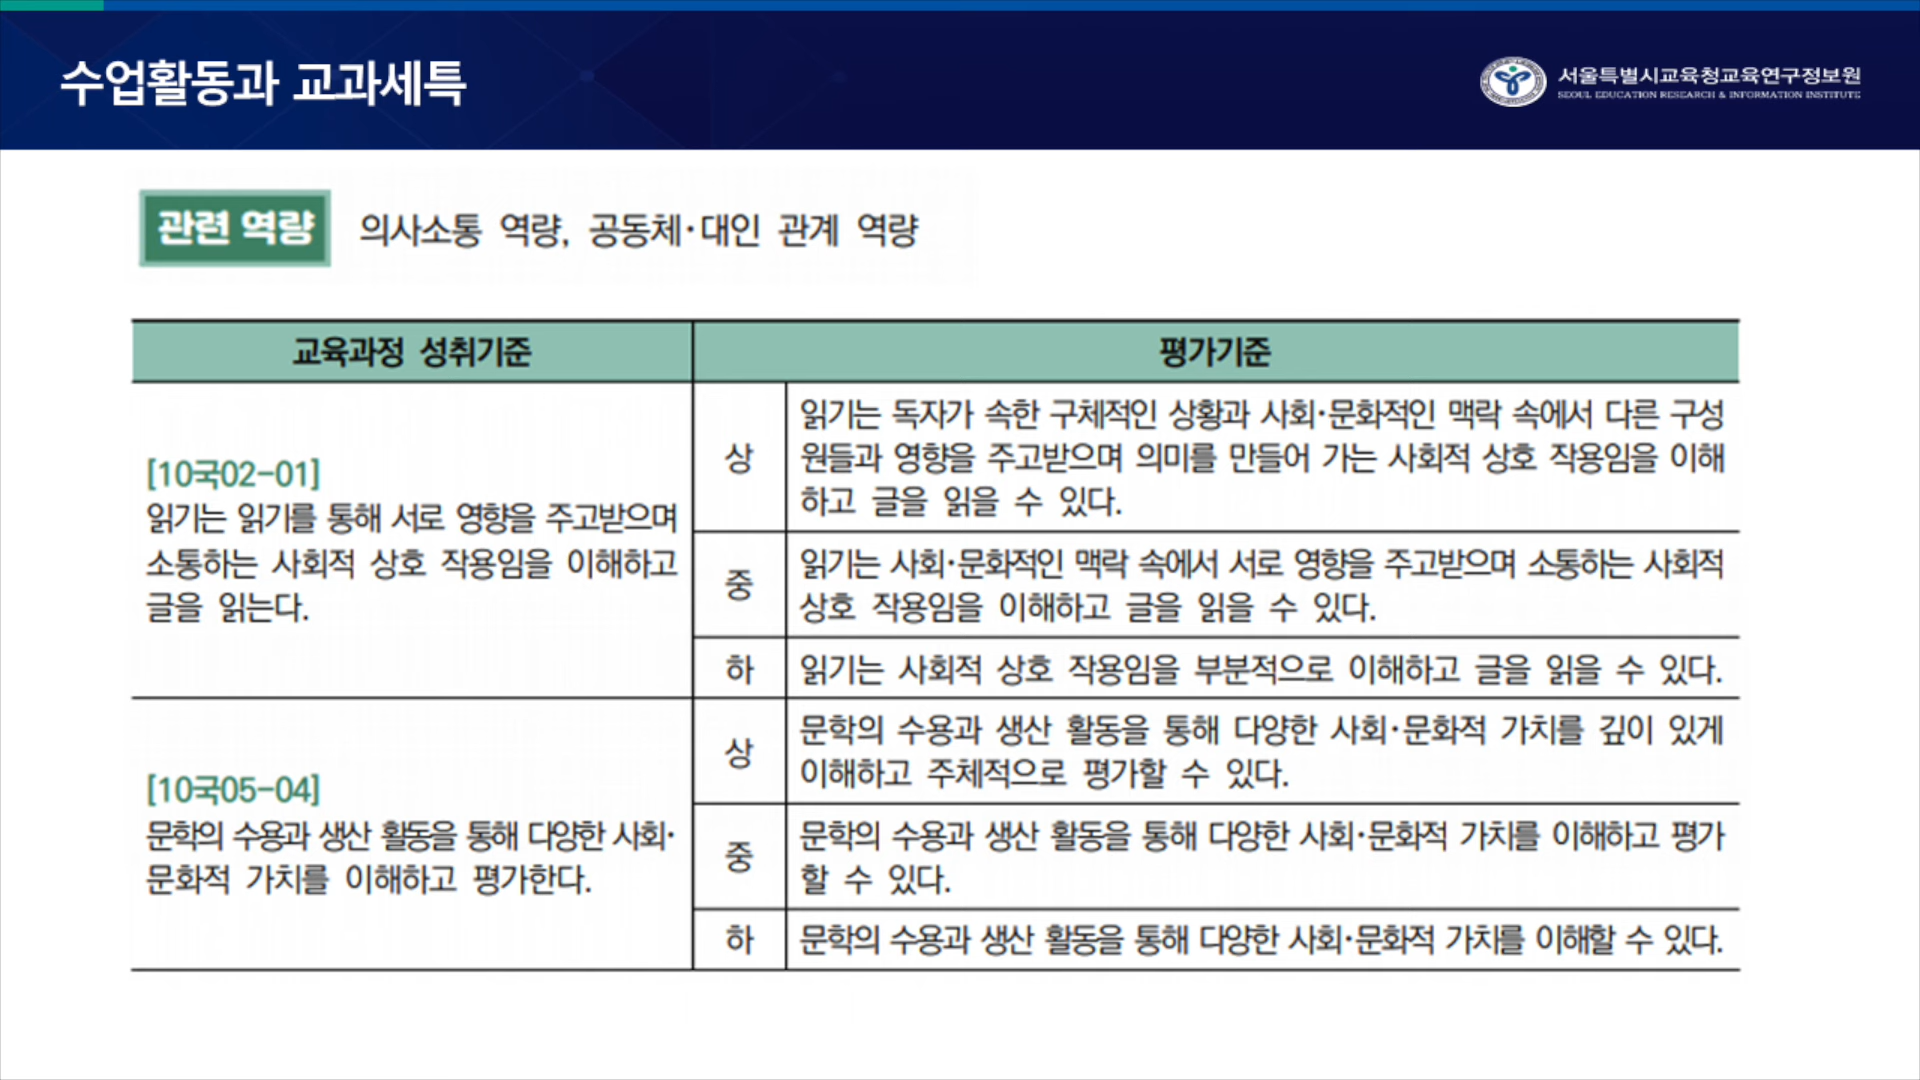 수업활동과 교과세특
서울특별시교육청교육연구정보원
SEOUL EDUCATION RESEARCH & INFORMATION INSTITUTE
관련 역량
의사소통 역량, 공동체·대인 관계 역량
교육과정 성취기준
평가기준
[10국02-01]
읽기는 읽기를 통해 서로 영향을 주고받으며
소통하는 사회적 상호 작용임을 이해하고
글을 읽는다.
상
읽기는 독자가 속한 구체적인 상황과 사회·문화적인 맥락 속에서 다른 구성
원들과 영향을 주고받으며 의미를 만들어 가는 사회적 상호 작용임을 이해
하고 글을 읽을 수 있다.
중
읽기는 사회·문화적인 맥락 속에서 서로 영향을 주고받으며 소통하는 사회적
상호 작용임을 이해하고 글을 읽을 수 있다.
하
읽기는 사회적 상호 작용임을 부분적으로 이해하고 글을 읽을 수 있다.
[10국05-04]
문학의 수용과 생산 활동을 통해 다양한 사회·
문화적 가치를 이해하고 평가한다.
상
문학의 수용과 생산 활동을 통해 다양한 사회·문화적 가치를 깊이 있게
이해하고 주체적으로 평가할 수 있다.
중
문학의 수용과 생산 활동을 통해 다양한 사회·문화적 가치를 이해하고 평가
할 수 있다.
하
문학의 수용과 생산 활동을 통해 다양한 사회·문화적 가치를 이해할 수 있다.